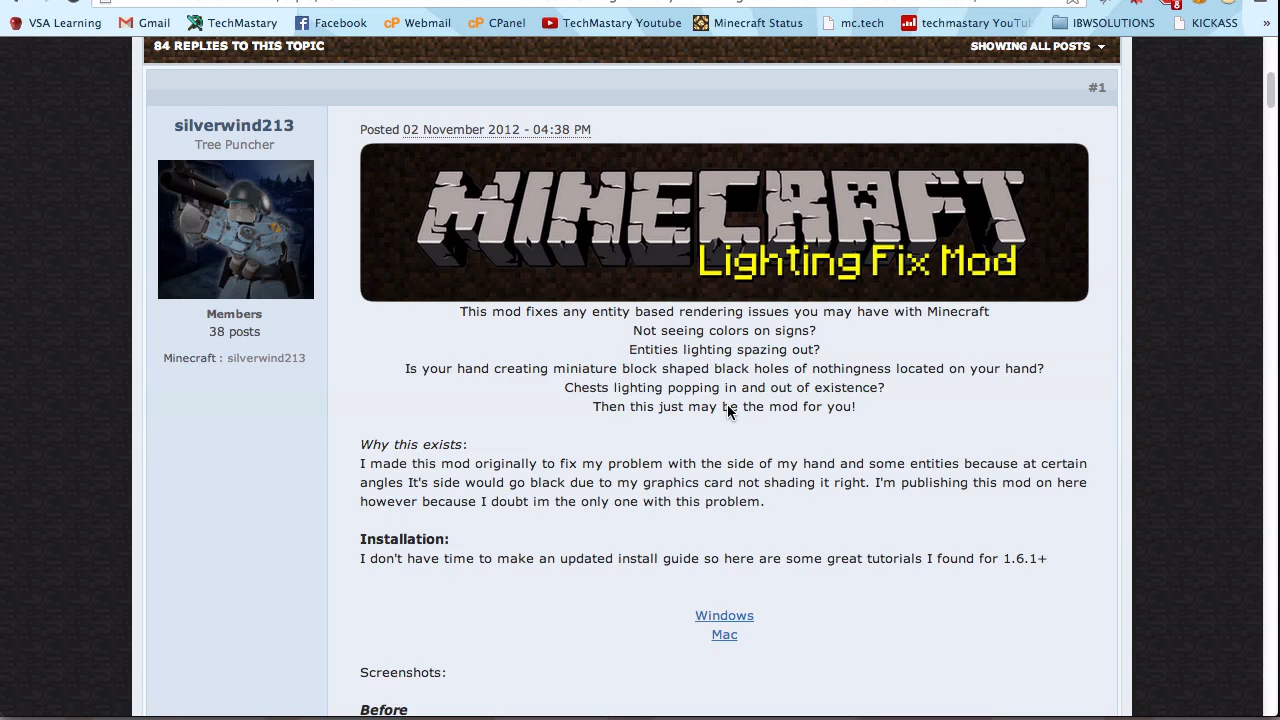 VSA Learning Gmail TechMastary Facebook cP Webmail cP CPanel TechMastary Youtube Minecraft Status mc.tech techmastary YouTu IBWSOLUTIONS KICKASS »
8
84 REPLIES TO THIS TOPIC SHOWING ALL POSTS
#1
silverwind213
Tree Puncher
Members
38 posts
Minecraft : silverwind213
Posted 02 November 2012 - 04:38 PM
MINECRAFT
Lighting Fix Mod
This mod fixes any entity based rendering issues you may have with Minecraft
Not seeing colors on signs?
Entities lighting spazing out?
Is your hand creating miniature block shaped black holes of nothingness located on your hand?
Chests lighting popping in and out of existence?
Then this just may be the mod for you!
Why this exists:
I made this mod originally to fix my problem with the side of my hand and some entities because at certain
angles It's side would go black due to my graphics card not shading it right. I'm publishing this mod on here
however because I doubt im the only one with this problem.
Installation:
I don't have time to make an updated install guide so here are some great tutorials I found for 1.6.1+
Windows
Mac
Screenshots:
Before